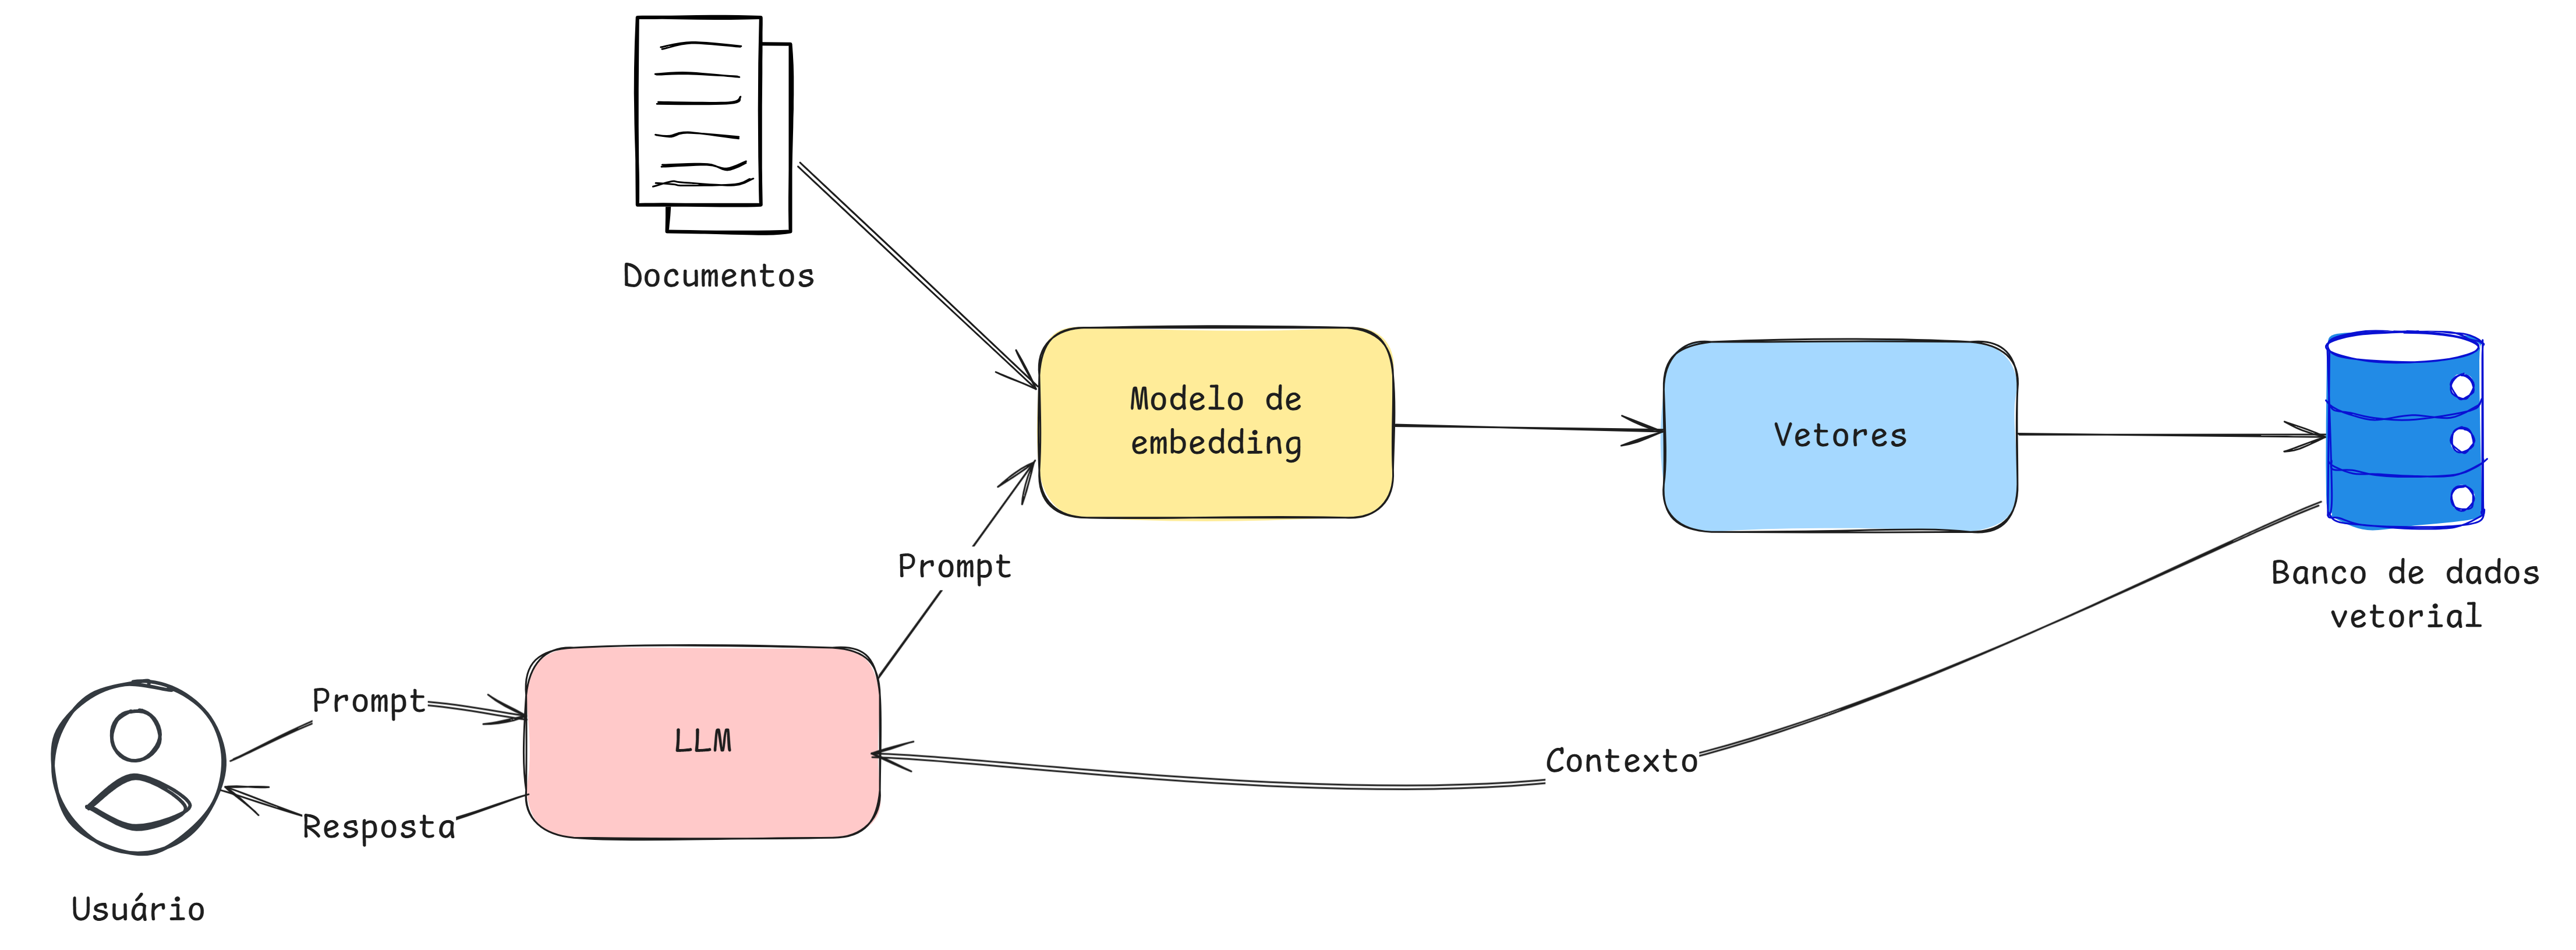 Documentos
Modelo de
embedding
Vetores
Banco de dados
vetorial
Prompt
Prompt
LLM
Contexto
Resposta
Usuário